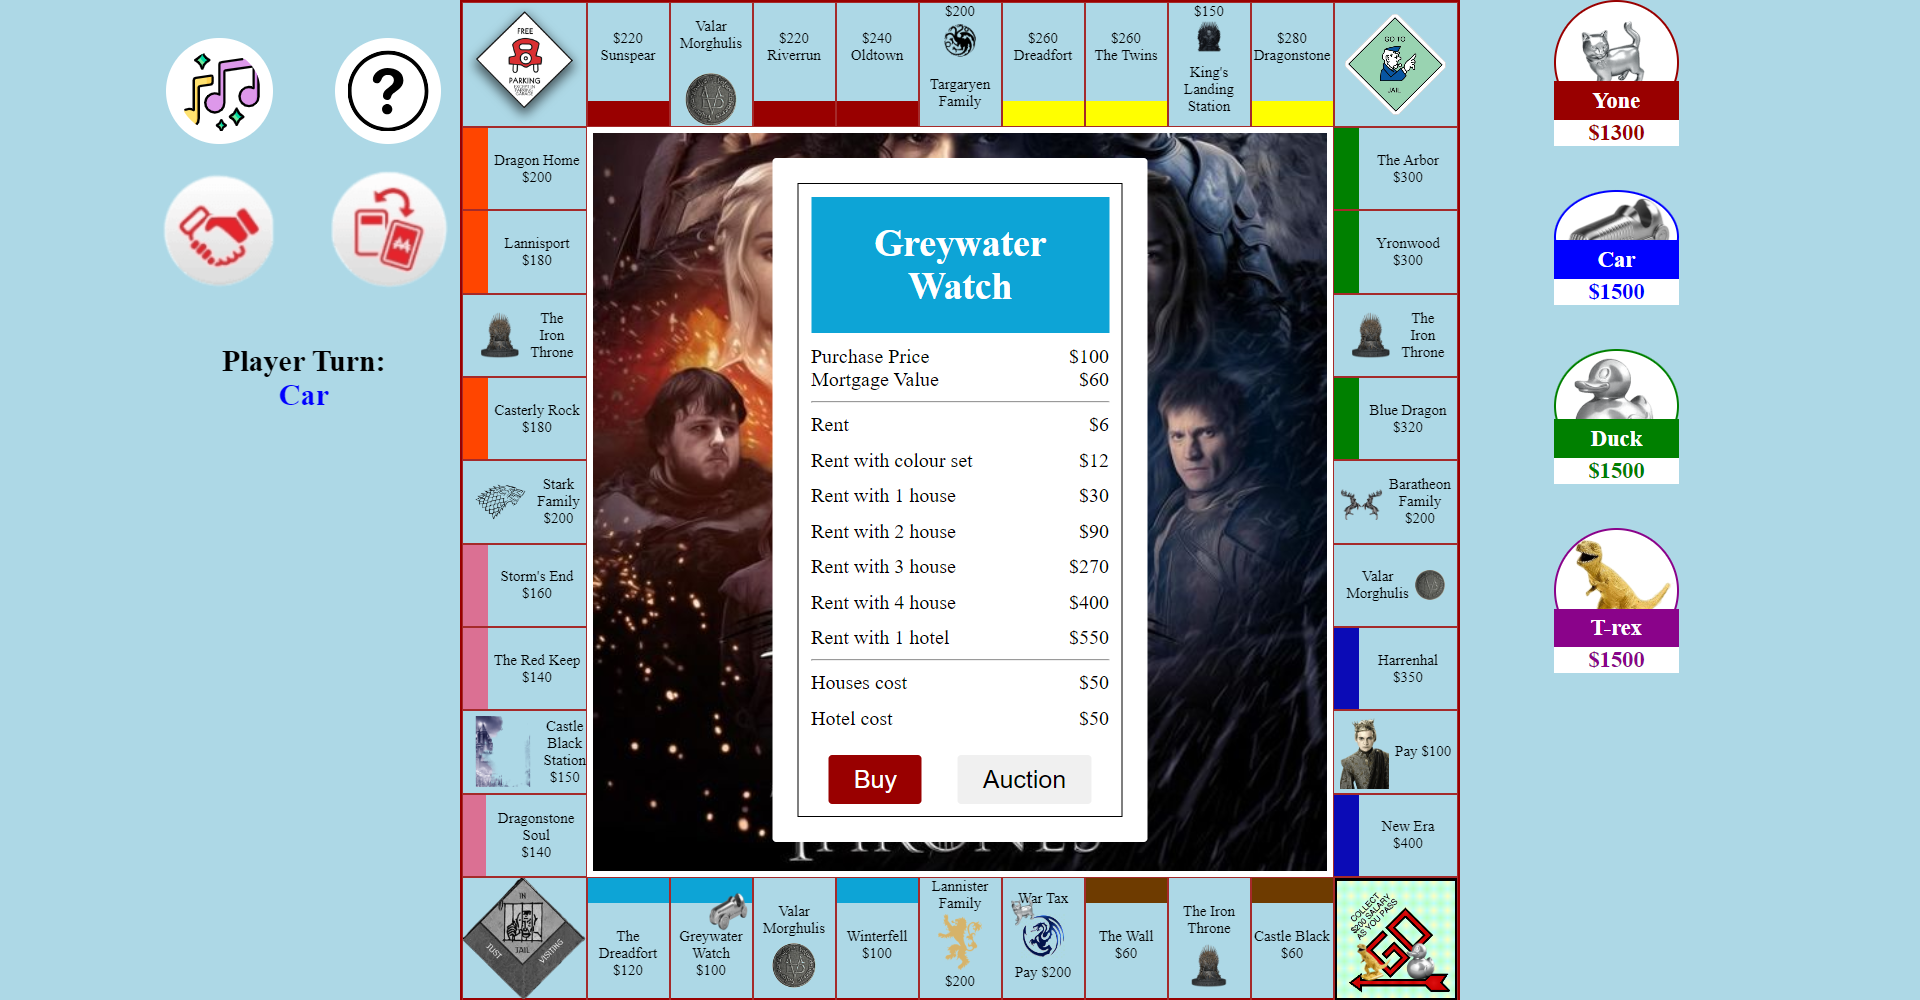 Player Turn:
Car
FREE
PARKING
$220
Sunspear
Valar
Morghulis
$220
Riverrun
$240
Oldtown
$200
Targaryen
Family
$260
Dreadfort
$260
The Twins
$150
King's
Landing
Station
$280
Dragonstone
GO TO
JAIL
Dragon Home
$200
Lannisport
$180
The
Iron
Throne
Casterly Rock
$180
Stark
Family
$200
Storm's End
$160
The Red Keep
$140
Castle
Black
Station
$150
Dragonstone
Soul
$140
Greywater
Watch
Purchase Price $100
Mortgage Value $60
Rent $6
Rent with colour set $12
Rent with 1 house $30
Rent with 2 house $90
Rent with 3 house $270
Rent with 4 house $400
Rent with 1 hotel $550
Houses cost $50
Hotel cost $50
Buy Auction
THRONES
The Arbor
$300
Yronwood
$300
The
Iron
Throne
Blue Dragon
$320
Baratheon
Family
$200
Valar
Morghulis
Harrenhal
$350
Pay $100
New Era
$400
IN
JAIL
JUST VISITING
The
Dreadfort
$120
Greywater
Watch
$100
Valar
Morghulis
Winterfell
$100
Lannister
Family
$200
War Tax
Pay $200
The Wall
$60
The Iron
Throne
Castle Black
$60
COLLECT
$200 SALARY
AS YOU PASS
GO
Yone
$1300
Car
$1500
Duck
$1500
T-rex
$1500